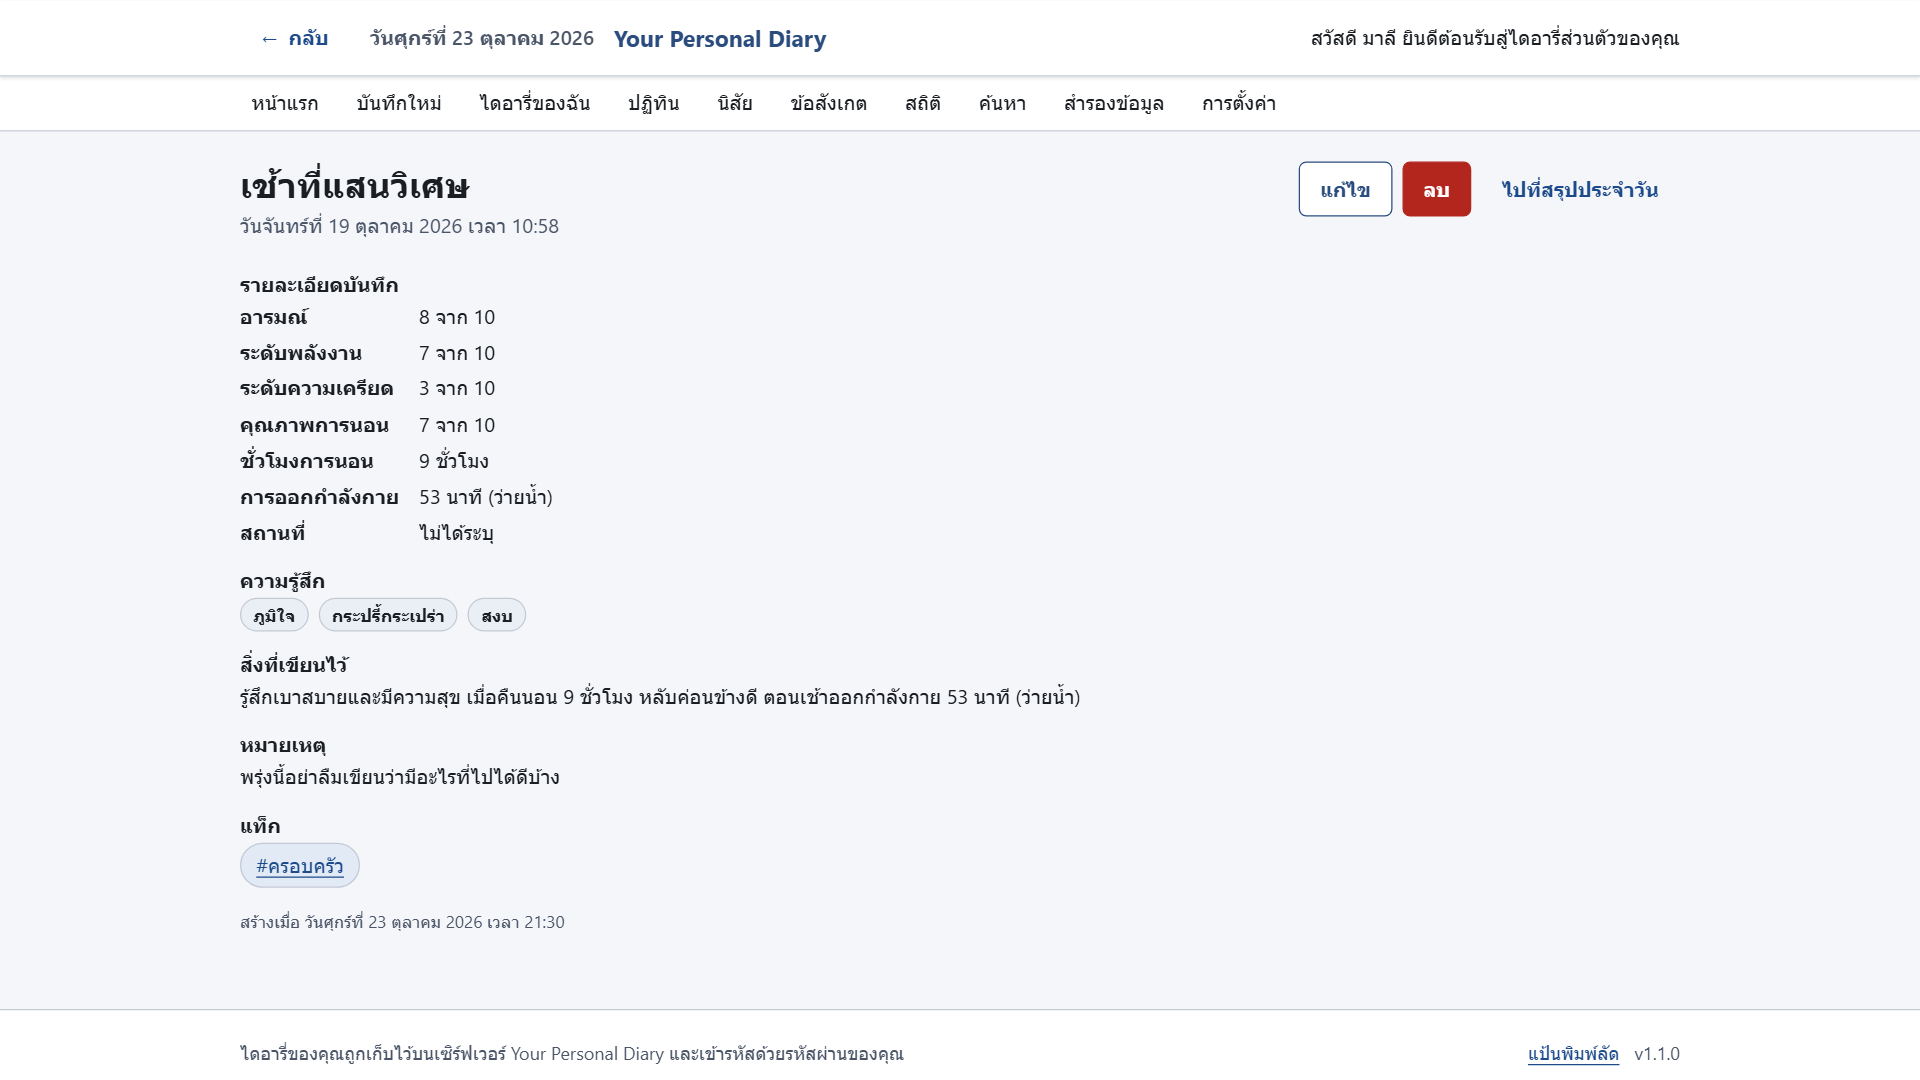 ← กลับ วันศุกร์ที่ 23 ตุลาคม 2026 Your Personal Diary สวัสดี มาลี ยินดีต้อนรับสู่ไดอารี่ส่วนตัวของคุณ
หน้าแรก บันทึกใหม่ ไดอารี่ของฉัน ปฏิทิน นิสัย ข้อสังเกต สถิติ ค้นหา สำรองข้อมูล การตั้งค่า
เช้าที่แสนวิเศษ
วันจันทร์ที่ 19 ตุลาคม 2026 เวลา 10:58
แก้ไข ลบ ไปที่สรุปประจำวัน
รายละเอียดบันทึก
อารมณ์ 8 จาก 10
ระดับพลังงาน 7 จาก 10
ระดับความเครียด 3 จาก 10
คุณภาพการนอน 7 จาก 10
ชั่วโมงการนอน 9 ชั่วโมง
การออกกำลังกาย 53 นาที (ว่ายน้ำ)
สถานที่ ไม่ได้ระบุ
ความรู้สึก
ภูมิใจ กระปรี้กระเปร่า สงบ
สิ่งที่เขียนไว้
รู้สึกเบาสบายและมีความสุข เมื่อคืนนอน 9 ชั่วโมง หลับค่อนข้างดี ตอนเช้าออกกำลังกาย 53 นาที (ว่ายน้ำ)
หมายเหตุ
พรุ่งนี้อย่าลืมเขียนว่ามีอะไรที่ไปได้ดีบ้าง
แท็ก
#ครอบครัว
สร้างเมื่อ วันศุกร์ที่ 23 ตุลาคม 2026 เวลา 21:30
ไดอารี่ของคุณถูกเก็บไว้บนเซิร์ฟเวอร์ Your Personal Diary และเข้ารหัสด้วยรหัสผ่านของคุณ แป้นพิมพ์ลัด v1.1.0